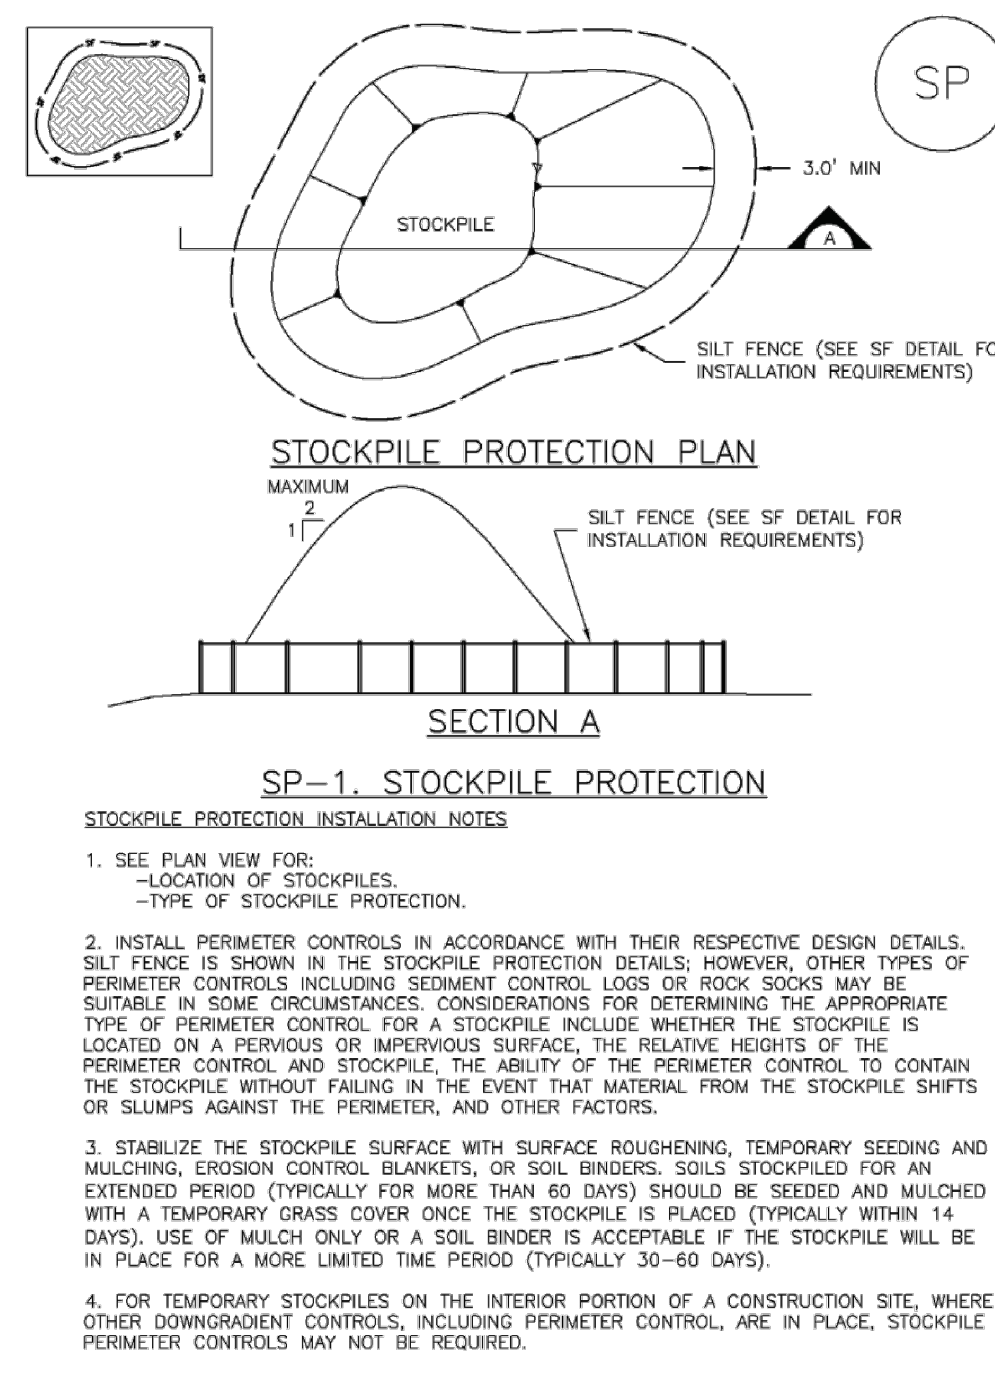 SF SF
SF SF
SF SF
SF
SP
3.0' MIN
STOCKPILE
A
SILT FENCE (SEE SF DETAIL FO
INSTALLATION REQUIREMENTS)
STOCKPILE PROTECTION PLAN
MAXIMUM
2
1
SILT FENCE (SEE SF DETAIL FOR
INSTALLATION REQUIREMENTS)
SECTION A
SP-1. STOCKPILE PROTECTION
STOCKPILE PROTECTION INSTALLATION NOTES
1. SEE PLAN VIEW FOR:
-LOCATION OF STOCKPILES.
-TYPE OF STOCKPILE PROTECTION.
2. INSTALL PERIMETER CONTROLS IN ACCORDANCE WITH THEIR RESPECTIVE DESIGN DETAILS.
SILT FENCE IS SHOWN IN THE STOCKPILE PROTECTION DETAILS; HOWEVER, OTHER TYPES OF
PERIMETER CONTROLS INCLUDING SEDIMENT CONTROL LOGS OR ROCK SOCKS MAY BE
SUITABLE IN SOME CIRCUMSTANCES. CONSIDERATIONS FOR DETERMINING THE APPROPRIATE
TYPE OF PERIMETER CONTROL FOR A STOCKPILE INCLUDE WHETHER THE STOCKPILE IS
LOCATED ON A PERVIOUS OR IMPERVIOUS SURFACE, THE RELATIVE HEIGHTS OF THE
PERIMETER CONTROL AND STOCKPILE, THE ABILITY OF THE PERIMETER CONTROL TO CONTAIN
THE STOCKPILE WITHOUT FAILING IN THE EVENT THAT MATERIAL FROM THE STOCKPILE SHIFTS
OR SLUMPS AGAINST THE PERIMETER, AND OTHER FACTORS.
3. STABILIZE THE STOCKPILE SURFACE WITH SURFACE ROUGHENING, TEMPORARY SEEDING AND
MULCHING, EROSION CONTROL BLANKETS, OR SOIL BINDERS. SOILS STOCKPILED FOR AN
EXTENDED PERIOD (TYPICALLY FOR MORE THAN 60 DAYS) SHOULD BE SEEDED AND MULCHED
WITH A TEMPORARY GRASS COVER ONCE THE STOCKPILE IS PLACED (TYPICALLY WITHIN 14
DAYS). USE OF MULCH ONLY OR A SOIL BINDER IS ACCEPTABLE IF THE STOCKPILE WILL BE
IN PLACE FOR A MORE LIMITED TIME PERIOD (TYPICALLY 30-60 DAYS).
4. FOR TEMPORARY STOCKPILES ON THE INTERIOR PORTION OF A CONSTRUCTION SITE, WHERE
OTHER DOWNGRADIENT CONTROLS, INCLUDING PERIMETER CONTROL, ARE IN PLACE, STOCKPILE
PERIMETER CONTROLS MAY NOT BE REQUIRED.